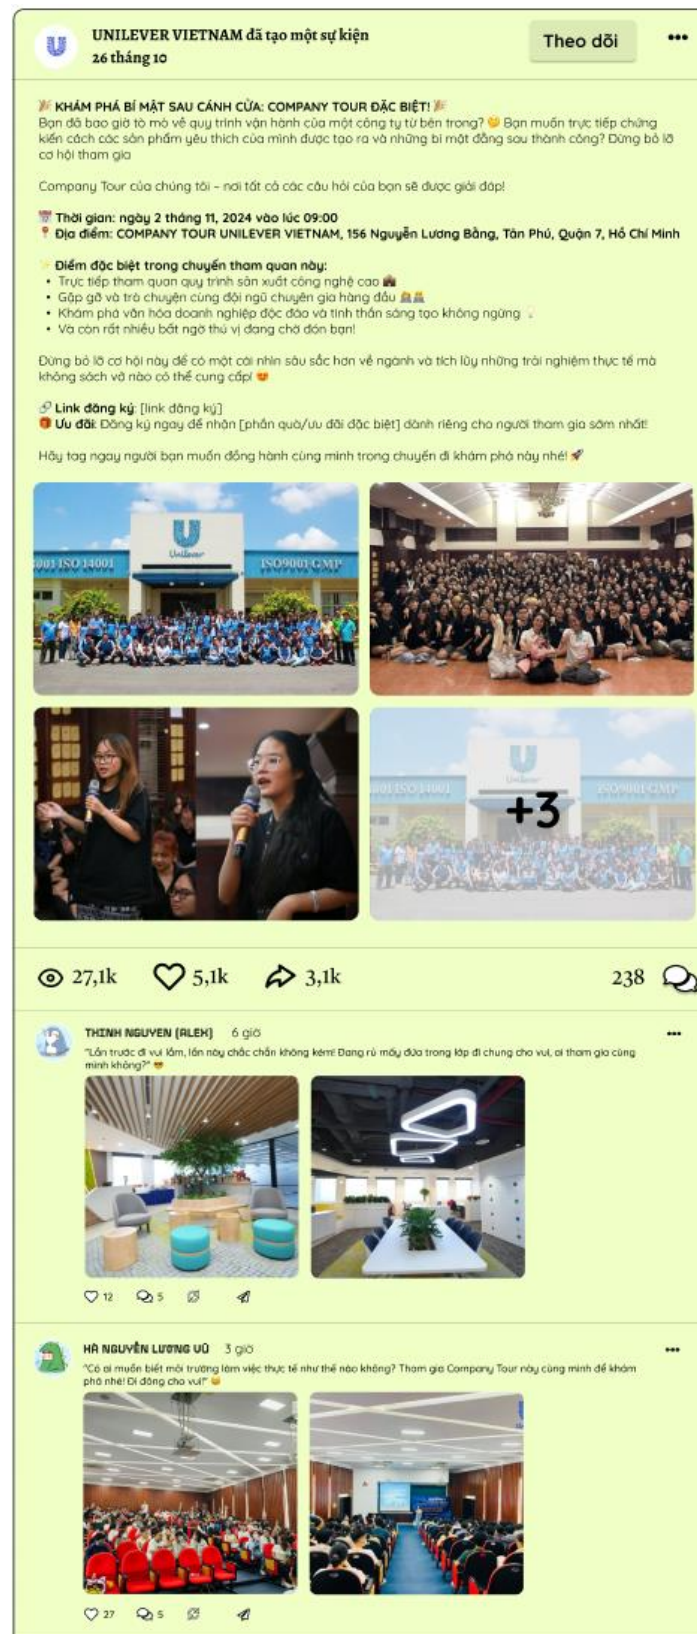 UNILEVER VIETNAM đã tạo một sự kiện
26 tháng 10
Theo dõi
🎉 KHÁM PHÁ BÍ MẬT SAU CÁNH CỬA: COMPANY TOUR ĐẶC BIỆT! 🎉
Bạn đã bao giờ tò mò về quy trình vận hành của một công ty từ bên trong? 🤔 Bạn muốn trực tiếp chứng
kiến cách các sản phẩm yêu thích của mình được tạo ra và những bí mật đằng sau thành công? Đừng bỏ lỡ
cơ hội tham gia
Company Tour của chúng tôi – nơi tất cả các câu hỏi của bạn sẽ được giải đáp!
📅 Thời gian: ngày 2 tháng 11, 2024 vào lúc 09:00
📍 Địa điểm: COMPANY TOUR UNILEVER VIETNAM, 156 Nguyễn Lương Bằng, Tân Phú, Quận 7, Hồ Chí Minh
✨ Điểm đặc biệt trong chuyến tham quan này:
• Trực tiếp tham quan quy trình sản xuất công nghệ cao 🏭
• Gặp gỡ và trò chuyện cùng đội ngũ chuyên gia hàng đầu 👩‍💼👨‍💼
• Khám phá văn hóa doanh nghiệp độc đáo và tinh thần sáng tạo không ngừng 💡
• Và còn rất nhiều bất ngờ thú vị đang chờ đón bạn!
Đừng bỏ lỡ cơ hội này để có một cái nhìn sâu sắc hơn về ngành và tích lũy những trải nghiệm thực tế mà
không sách vở nào có thể cung cấp! 😍
🔗 Link đăng ký: [link đăng ký]
🎁 Ưu đãi: Đăng ký ngay để nhận [phần quà/ưu đãi đặc biệt] dành riêng cho người tham gia sớm nhất!
Hãy tag ngay người bạn muốn đồng hành cùng mình trong chuyến đi khám phá này nhé! 🚀
Unilever
9001 ISO 14001
ISO9001 GMP
Unilever
9001 ISO 14001
ISO9001 GMP
+3
27,1k
5,1k
3,1k
238
THINH NGUYEN (ALEX) 6 giờ
"Lần trước đi vui lắm, lần này chắc chắn không kém! Đang rủ mấy đứa trong lớp đi chung cho vui, ai tham gia cùng
mình không?" 😎
12
5
HÀ NGUYỄN LƯƠNG VŨ 3 giờ
"Có ai muốn biết môi trường làm việc thực tế như thế nào không? Tham gia Company Tour này cùng mình để khám
phá nhé! Đi đông cho vui!" 😄
27
5